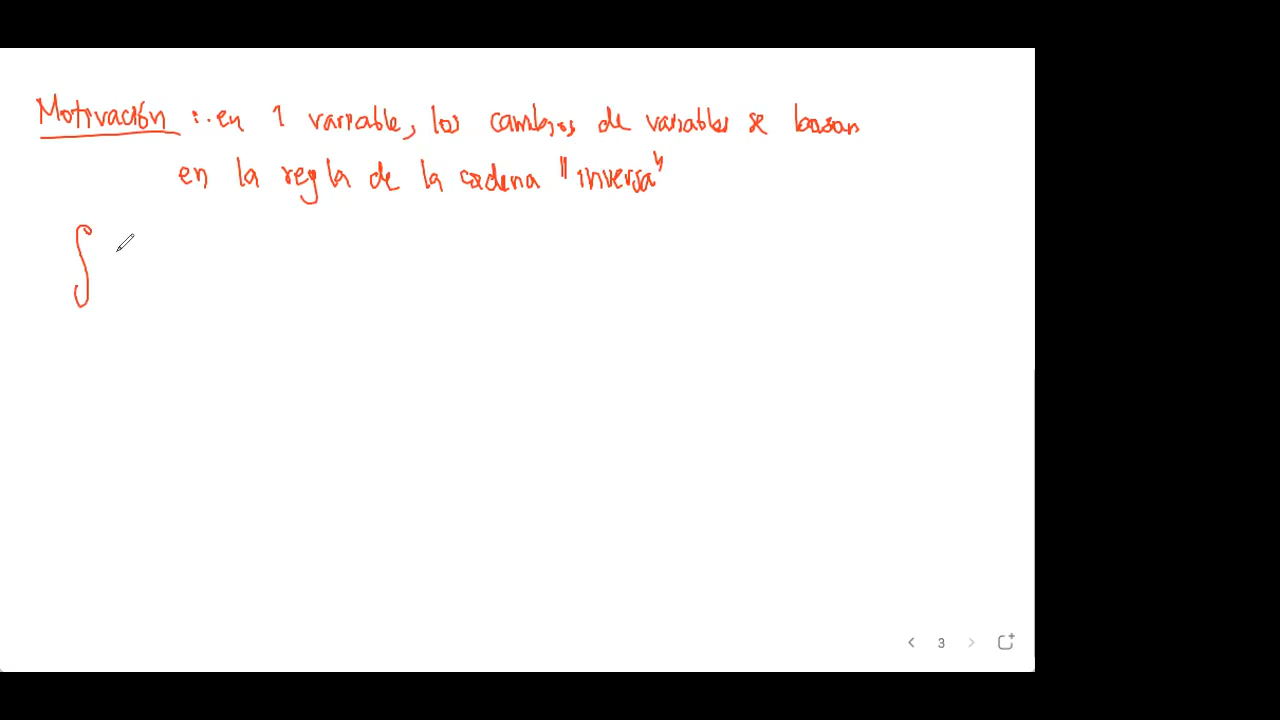 Motivación : en 1 variable, los cambios de variables se basan
en la regla de la cadena "inversa"
∫
3